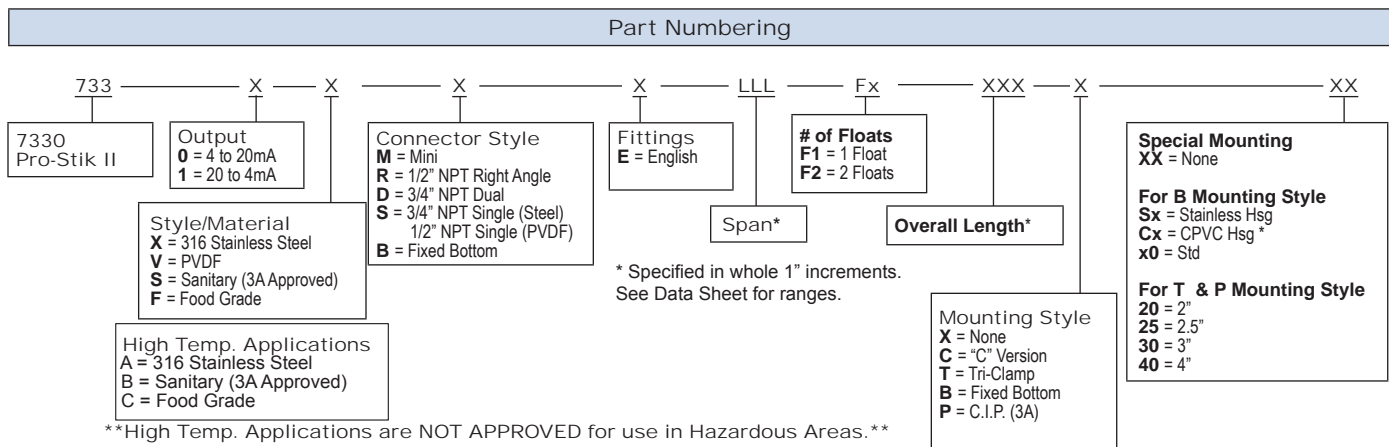 Part Numbering
733 X X X X LLL Fx XXX X XX
7330
Pro-Stik II
Output
0 = 4 to 20mA
1 = 20 to 4mA
Style/Material
X = 316 Stainless Steel
V = PVDF
S = Sanitary (3A Approved)
F = Food Grade
High Temp. Applications
A = 316 Stainless Steel
B = Sanitary (3A Approved)
C = Food Grade
**High Temp. Applications are NOT APPROVED for use in Hazardous Areas.**
Connector Style
M = Mini
R = 1/2” NPT Right Angle
D = 3/4” NPT Dual
S = 3/4” NPT Single (Steel)
1/2” NPT Single (PVDF)
B = Fixed Bottom
Fittings
E = English
Span*
* Specified in whole 1” increments.
See Data Sheet for ranges.
# of Floats
F1 = 1 Float
F2 = 2 Floats
Overall Length*
Mounting Style
X = None
C = “C” Version
T = Tri-Clamp
B = Fixed Bottom
P = C.I.P. (3A)
Special Mounting
XX = None
For B Mounting Style
Sx = Stainless Hsg
Cx = CPVC Hsg *
x0 = Std
For T & P Mounting Style
20 = 2”
25 = 2.5”
30 = 3”
40 = 4”